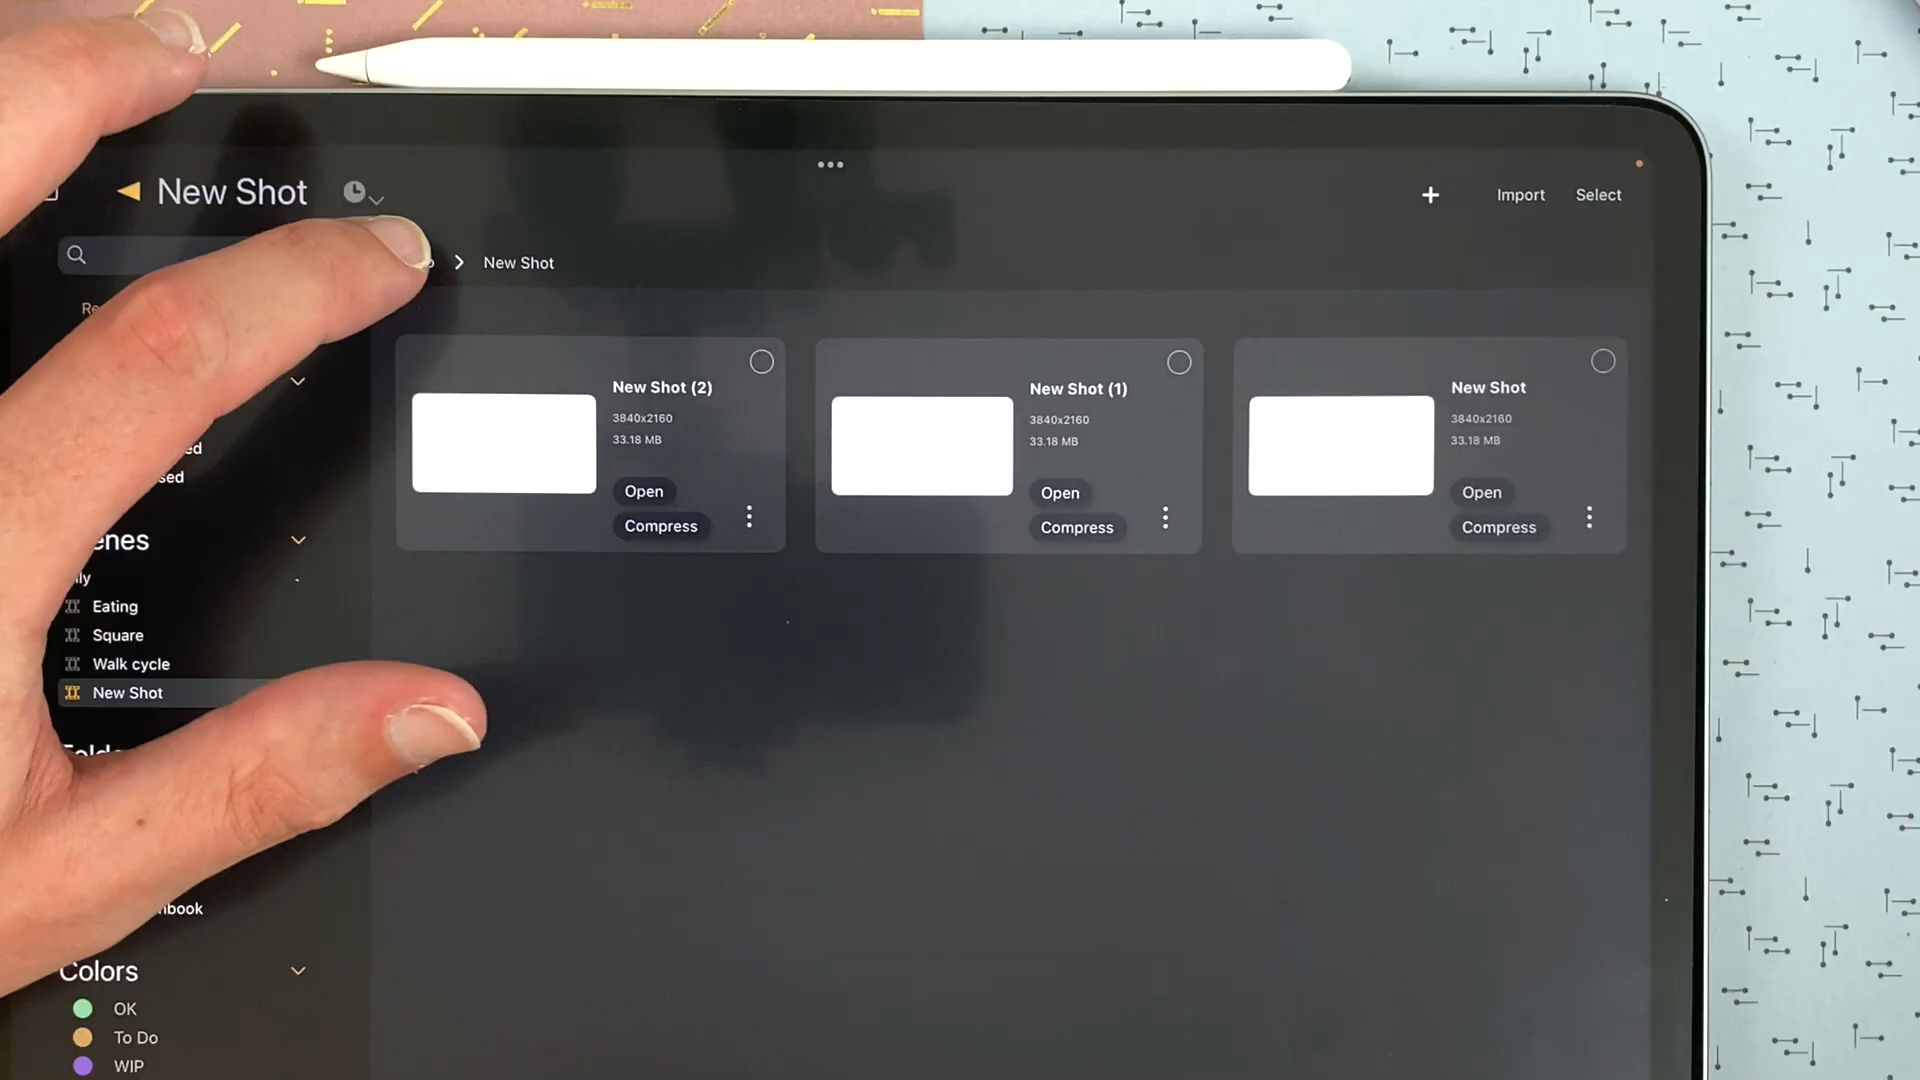 New Shot
Import
Select
New Shot
New Shot (2)
3840x2160
33.18 MB
Open
Compress
New Shot (1)
3840x2160
33.18 MB
Open
Compress
New Shot
3840x2160
33.18 MB
Open
Compress
Eating
Square
Walk cycle
New Shot
Colors
OK
To Do
WIP